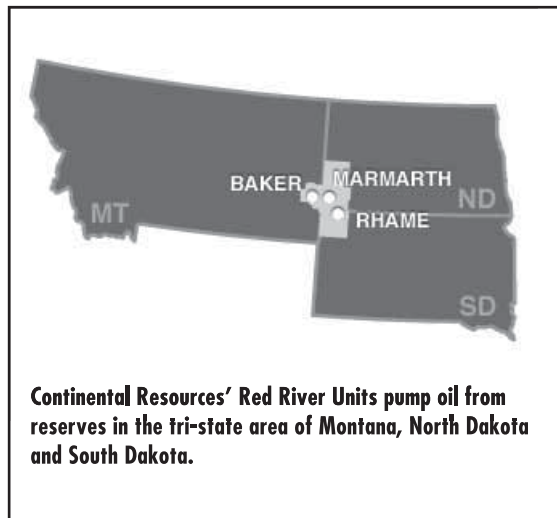 BAKER
MARMARTH
MT
ND
RHAME
SD
Continental Resources' Red River Units pump oil from
reserves in the tri-state area of Montana, North Dakota
and South Dakota.